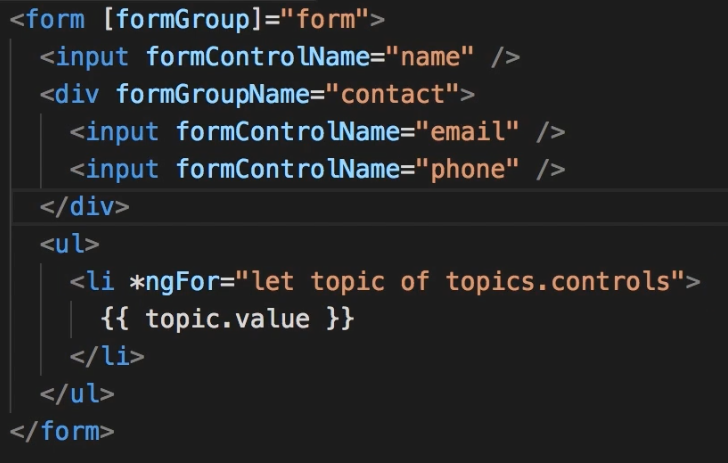 <form [formGroup]="form">
<input formControlName="name" />
<div formGroupName="contact">
<input formControlName="email" />
<input formControlName="phone" />
</div>
<ul>
<li *ngFor="let topic of topics.controls">
{{ topic.value }}
</li>
</ul>
</form>